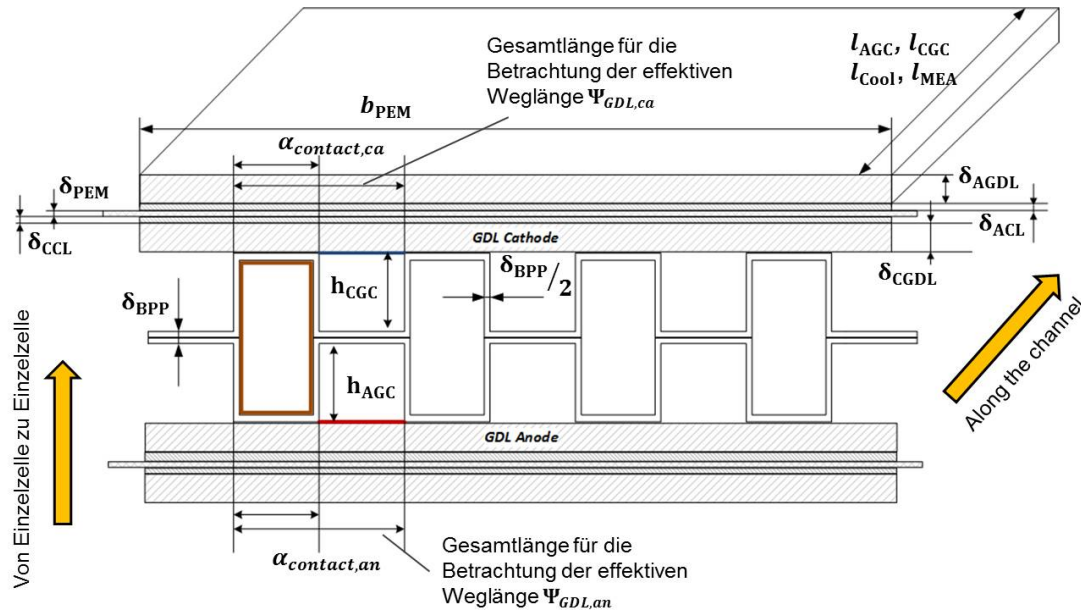 Gesamtlänge für die
Betrachtung der effektiven
Weglänge Ψ_GDL,ca
l_AGC, l_CGC
l_Cool, l_MEA
b_PEM
α_contact,ca
δ_PEM
δ_AGDL
δ_CCL
δ_ACL
GDL Cathode
δ_CGDL
δ_BPP
h_CGC
δ_BPP/2
h_AGC
Von Einzelzelle zu Einzelzelle
Along the channel
GDL Anode
α_contact,an
Gesamtlänge für die
Betrachtung der effektiven
Weglänge Ψ_GDL,an